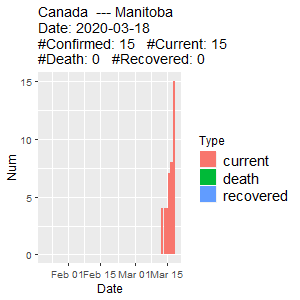 Canada  --- Manitoba
Date: 2020-03-18
#Confirmed: 15   #Current: 15
#Death: 0   #Recovered: 0
15
10
5
0
Num
Feb 01 Feb 15 Mar 01 Mar 15
Date
Type
current
death
recovered